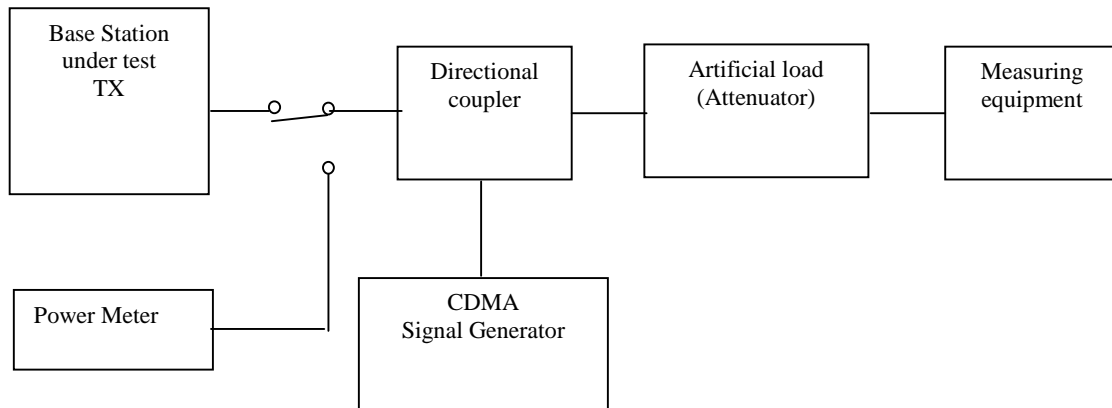 Base Station
under test
TX
Directional
coupler
Artificial load
(Attenuator)
Measuring
equipment
Power Meter
CDMA
Signal Generator